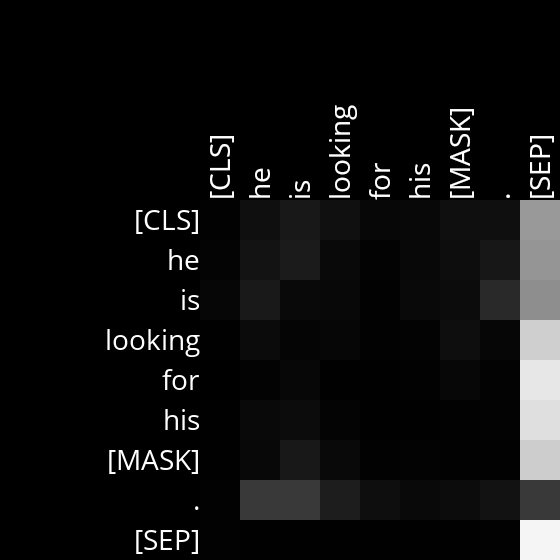 [CLS] he is looking for his [MASK] . [SEP]
[CLS]
he
is
looking
for
his
[MASK]
.
[SEP]